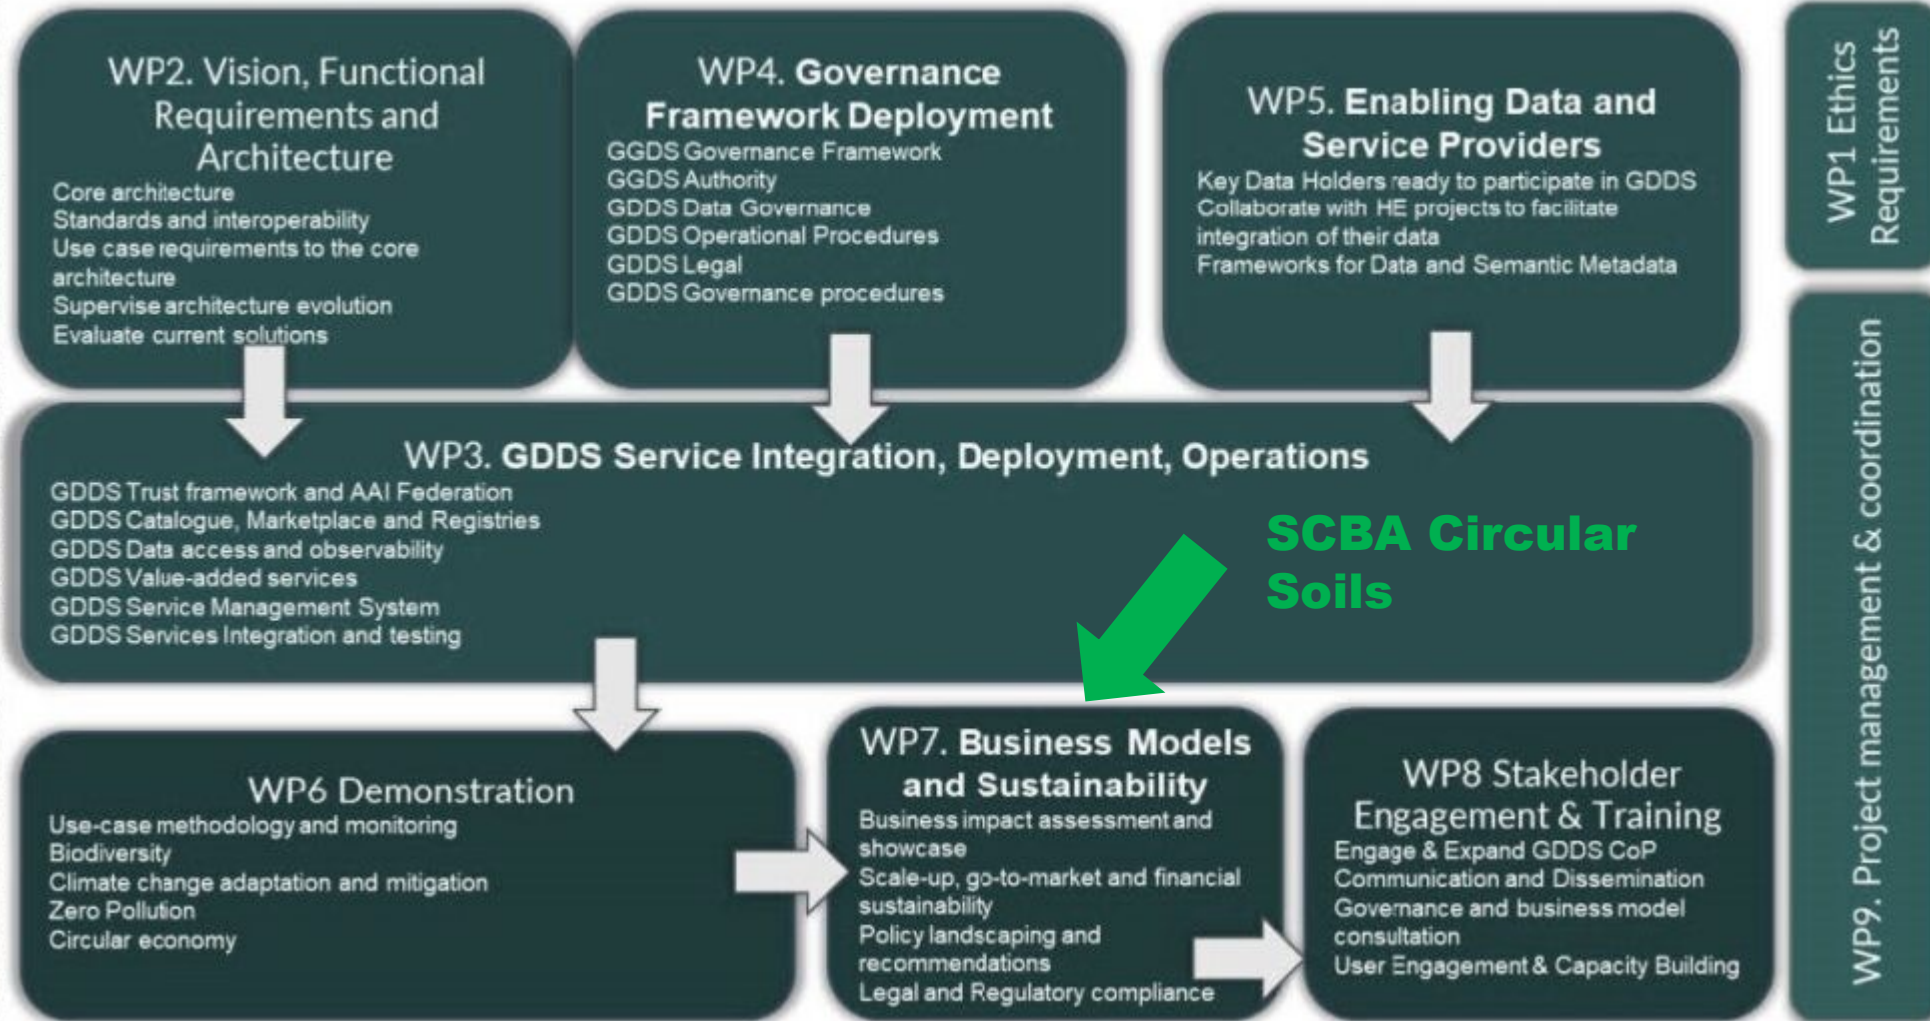 WP2. Vision, Functional
Requirements and
Architecture
Core architecture
Standards and interoperability
Use case requirements to the core
architecture
Supervise architecture evolution
Evaluate current solutions
WP4. Governance
Framework Deployment
GGDS Governance Framework
GGDS Authority
GDDS Data Governance
GDDS Operational Procedures
GDDS Legal
GDDS Governance procedures
WP5. Enabling Data and
Service Providers
Key Data Holders ready to participate in GDDS
Collaborate with HE projects to facilitate
integration of their data
Frameworks for Data and Semantic Metadata
WP1 Ethics
Requirements
WP3. GDDS Service Integration, Deployment, Operations
GDDS Trust framework and AAI Federation
GDDS Catalogue, Marketplace and Registries
GDDS Data access and observability
GDDS Value-added services
GDDS Service Management System
GDDS Services Integration and testing
SCBA Circular
Soils
WP6 Demonstration
Use-case methodology and monitoring
Biodiversity
Climate change adaptation and mitigation
Zero Pollution
Circular economy
WP7. Business Models
and Sustainability
Business impact assessment and
showcase
Scale-up, go-to-market and financial
sustainability
Policy landscaping and
recommendations
Legal and Regulatory compliance
WP8 Stakeholder
Engagement & Training
Engage & Expand GDDS CoP
Communication and Dissemination
Governance and business model
consultation
User Engagement & Capacity Building
WP9. Project management & coordination